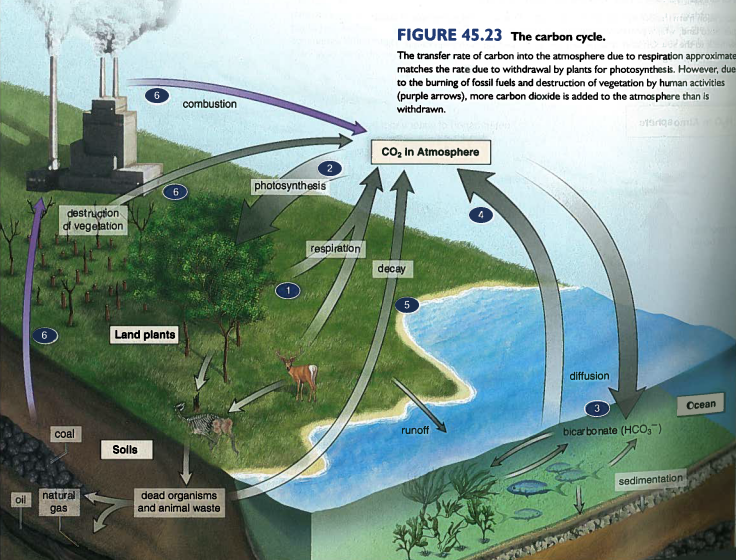 FIGURE 45.23 The carbon cycle.
The transfer rate of carbon into the atmosphere due to respiration approximate
matches the rate due to withdrawal by plants for photosynthesis. However, due
to the burning of fossil fuels and destruction of vegetation by human activities
(purple arrows), more carbon dioxide is added to the atmosphere than is
withdrawn.
6
combustion
CO₂ in Atmosphere
2
photosynthesis
6
destruction
of vegetation
4
respiration
decay
1
5
6
Land plants
diffusion
3
Ocean
runoff
bicarbonate (HCO₃⁻)
coal
Soils
sedimentation
oil
natural
gas
dead organisms
and animal waste